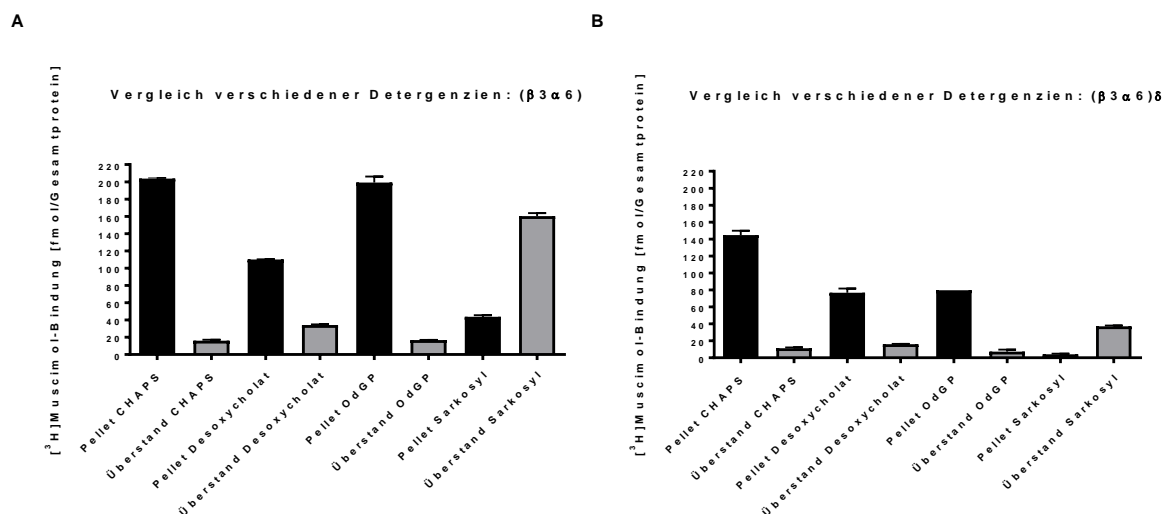 A
Vergleich verschiedener Detergenzien: (β3α6)
[³H]Muscimol-Bindung [fmol/Gesamtprotein]
220
200
180
160
140
120
100
80
60
40
20
0
Pellet CHAPS
Überstand CHAPS
Pellet Desoxycholat
Überstand Desoxycholat
Pellet OdGP
Überstand OdGP
Pellet Sarkosyl
Überstand Sarkosyl
B
Vergleich verschiedener Detergenzien: (β3α6)δ
[³H]Muscimol-Bindung [fmol/Gesamtprotein]
220
200
180
160
140
120
100
80
60
40
20
0
Pellet CHAPS
Überstand CHAPS
Pellet Desoxycholat
Überstand Desoxycholat
Pellet OdGP
Überstand OdGP
Pellet Sarkosyl
Überstand Sarkosyl